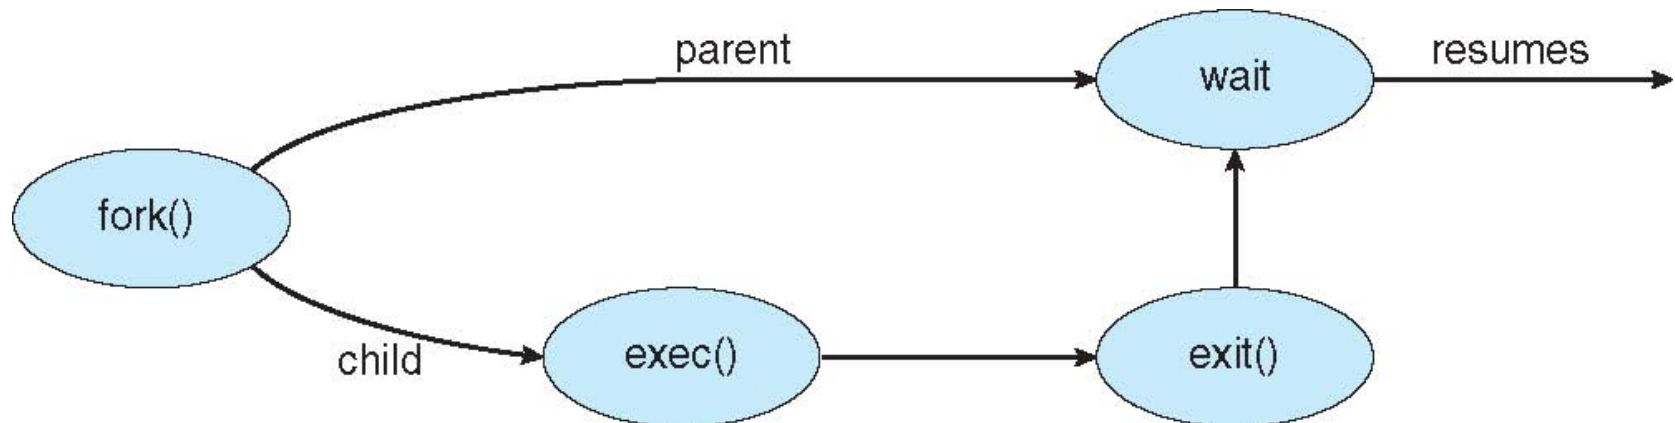 parent
wait
resumes
fork()
child
exec()
exit()